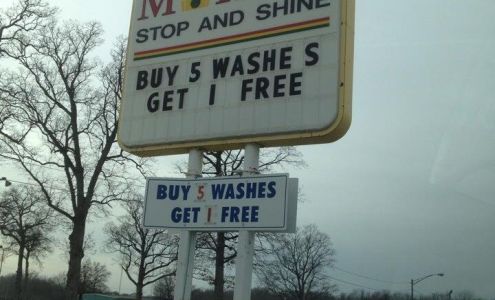 STOP AND SHINE
BUY 5 WASHE S
GET 1 FREE
BUY 5 WASHES
GET 1 FREE